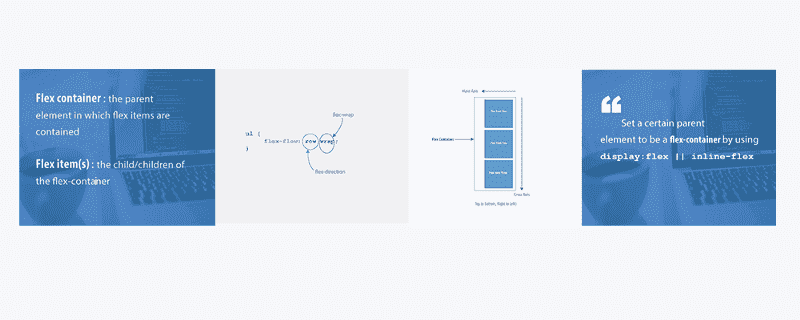 Flex container : the parent
element in which flex items are
contained
Flex item(s) : the child/children of
the flex-container
flex-wrap
ul {
flex-flow: row wrap;
}
flex-direction
Main-Axis
Flex Container
Cross-Axis
Top to bottom, Right to left)
“
Set a certain parent
element to be a flex-container by using
display:flex || inline-flex